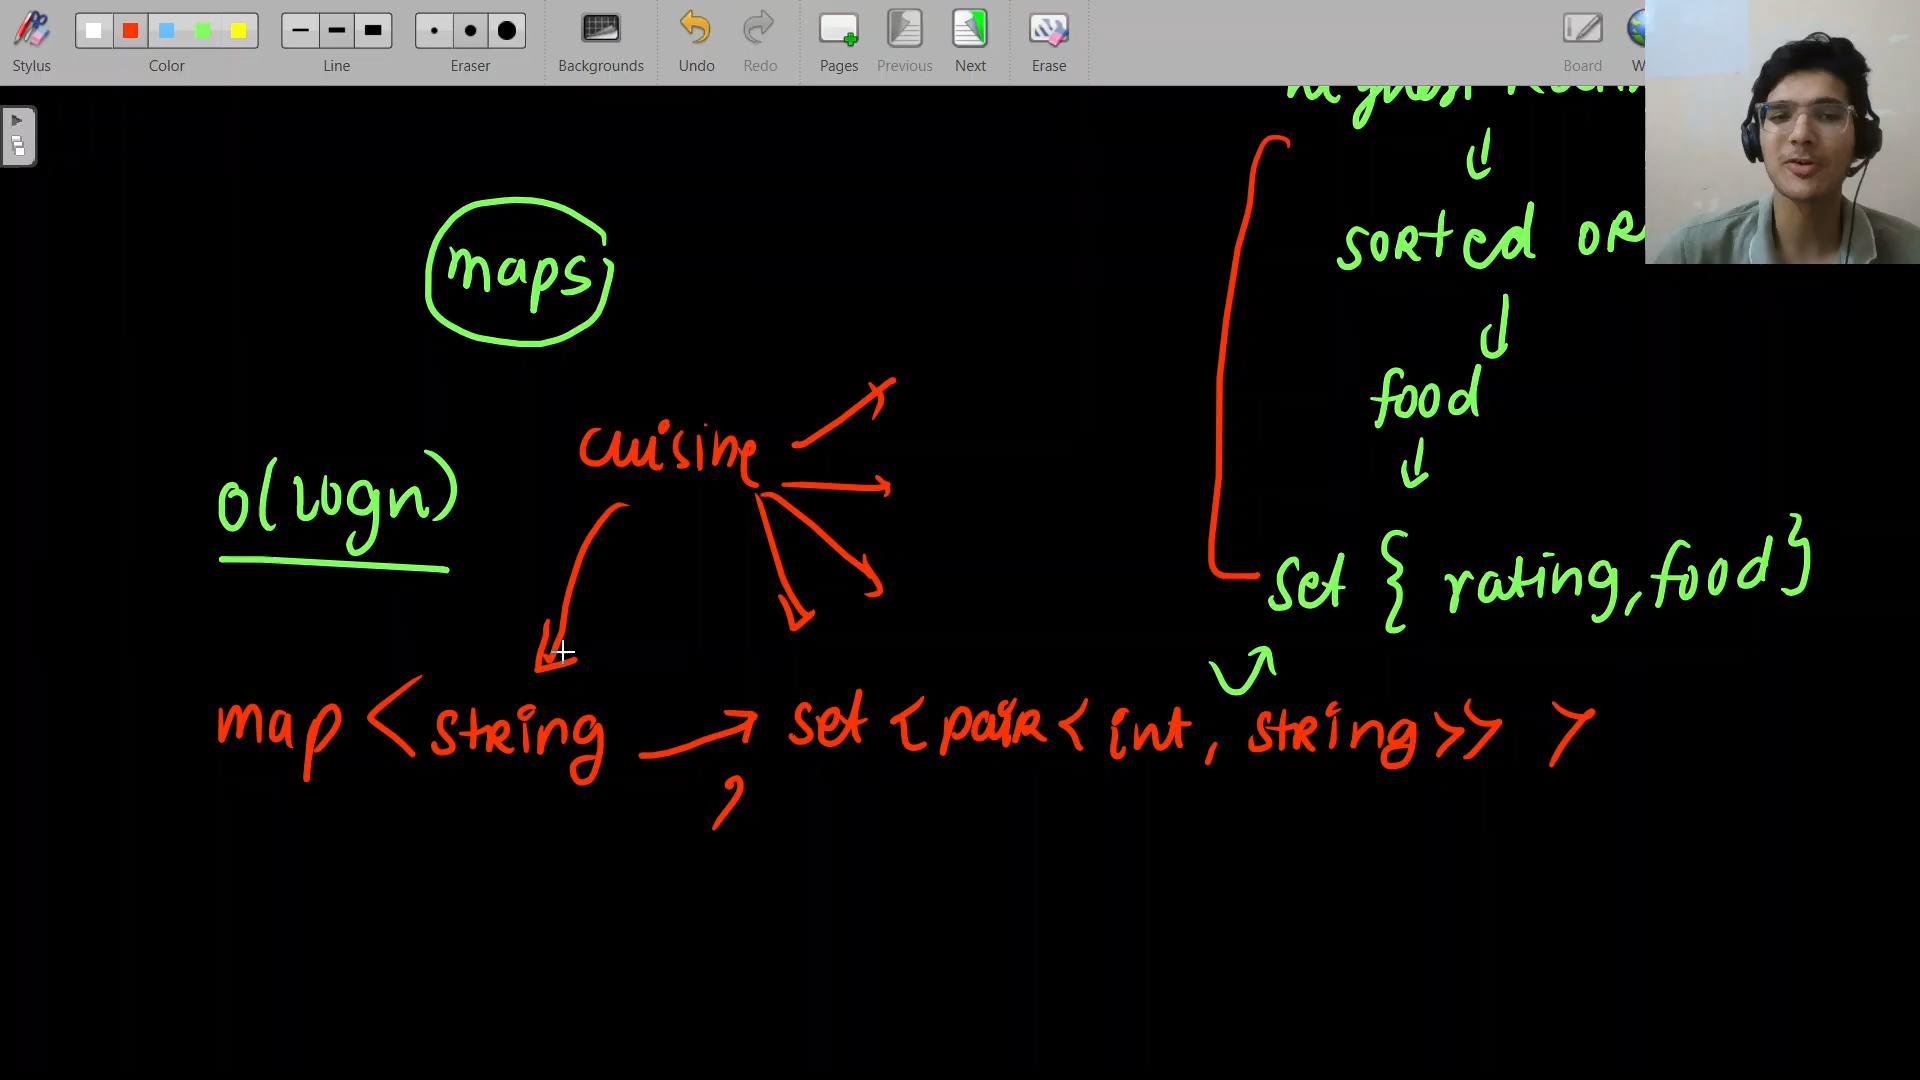 Stylus Color Line Eraser Backgrounds Undo Redo Pages Previous Next Erase Board
highest
maps
sorted
food
cuisine
O(logn)
set { rating, food }
map < string , set < pair < int, string >> >